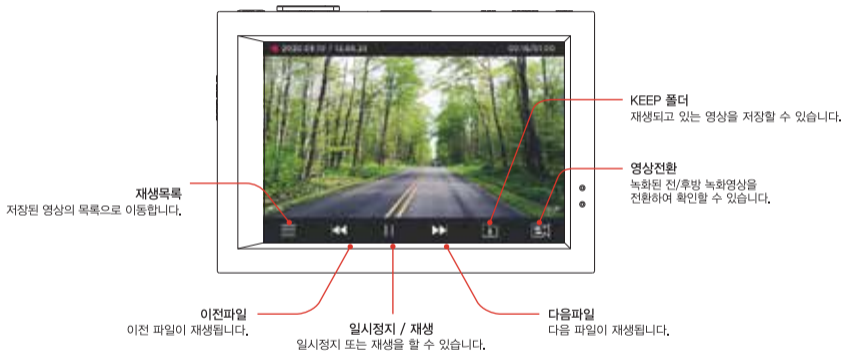 KEEP 폴더
재생되고 있는 영상을 저장할 수 있습니다.
영상전환
녹화된 전/후방 녹화영상을
전환하여 확인할 수 있습니다.
재생목록
저장된 영상의 목록으로 이동합니다.
이전파일
이전 파일이 재생됩니다.
일시정지 / 재생
일시정지 또는 재생을 할 수 있습니다.
다음파일
다음 파일이 재생됩니다.